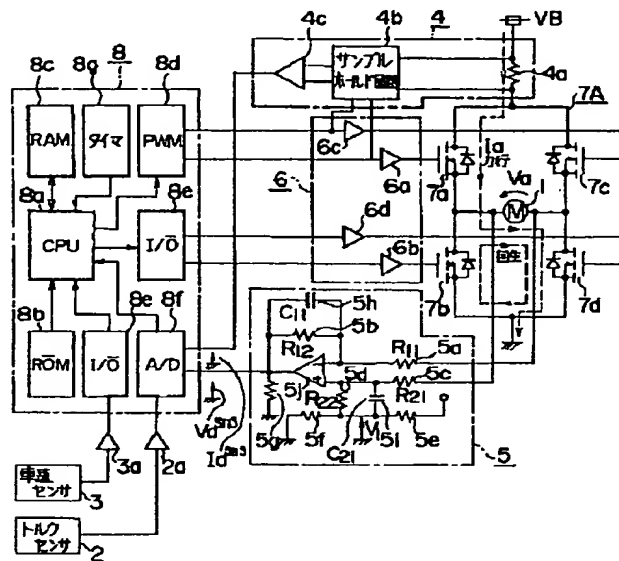 4c
4b
4
VB
サンプル
ホールド回路
4a
8c
8g
8
8d
RAM
タイマ
PWM
8a
8e
CPU
I/O
8b
8e
8f
ROM
I/O
A/D
6c
6a
6
6d
6b
7A
Ia
力行
Va
7a
1
M
7c
回生
7b
7d
C11
5h
5b
R12
R11
5a
5c
5d
R21
5j
R22
5g
5f
C21
5i
5e
5
Vasns
Iasns
3a
2a
車速
センサ
3
トルク
センサ
2